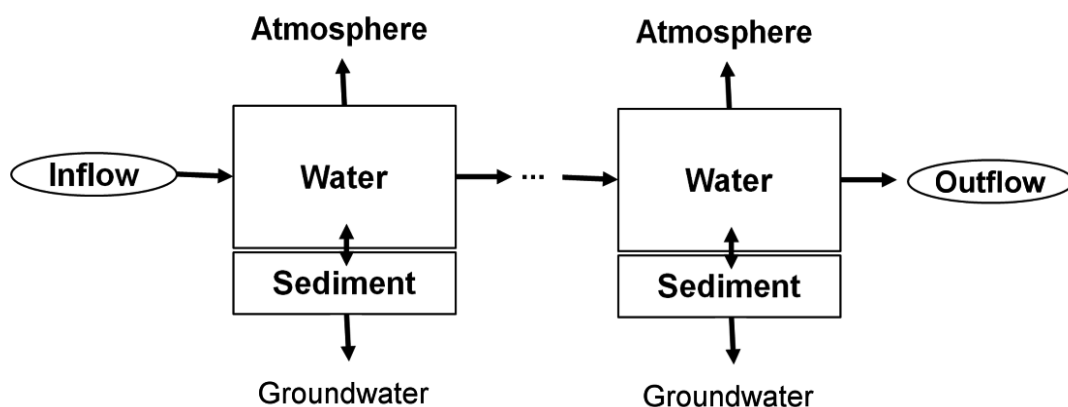 Atmosphere Atmosphere
Inflow Water ... Water Outflow
Sediment Sediment
Groundwater Groundwater